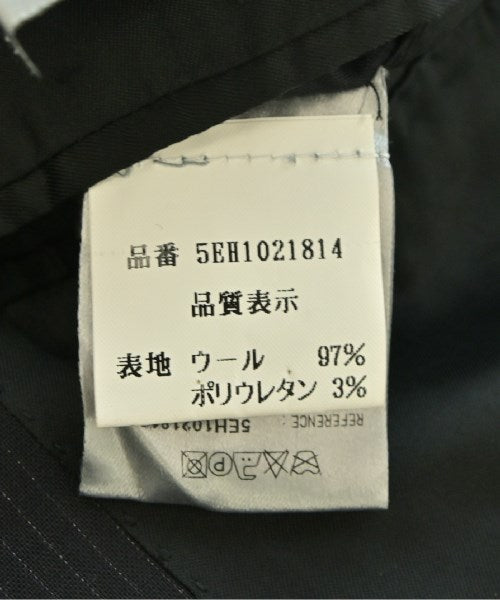 品番 5EH1021814
品質表示
表地 ウール 97%
ポリウレタン 3%
REFERENCE :
5EH10218
P